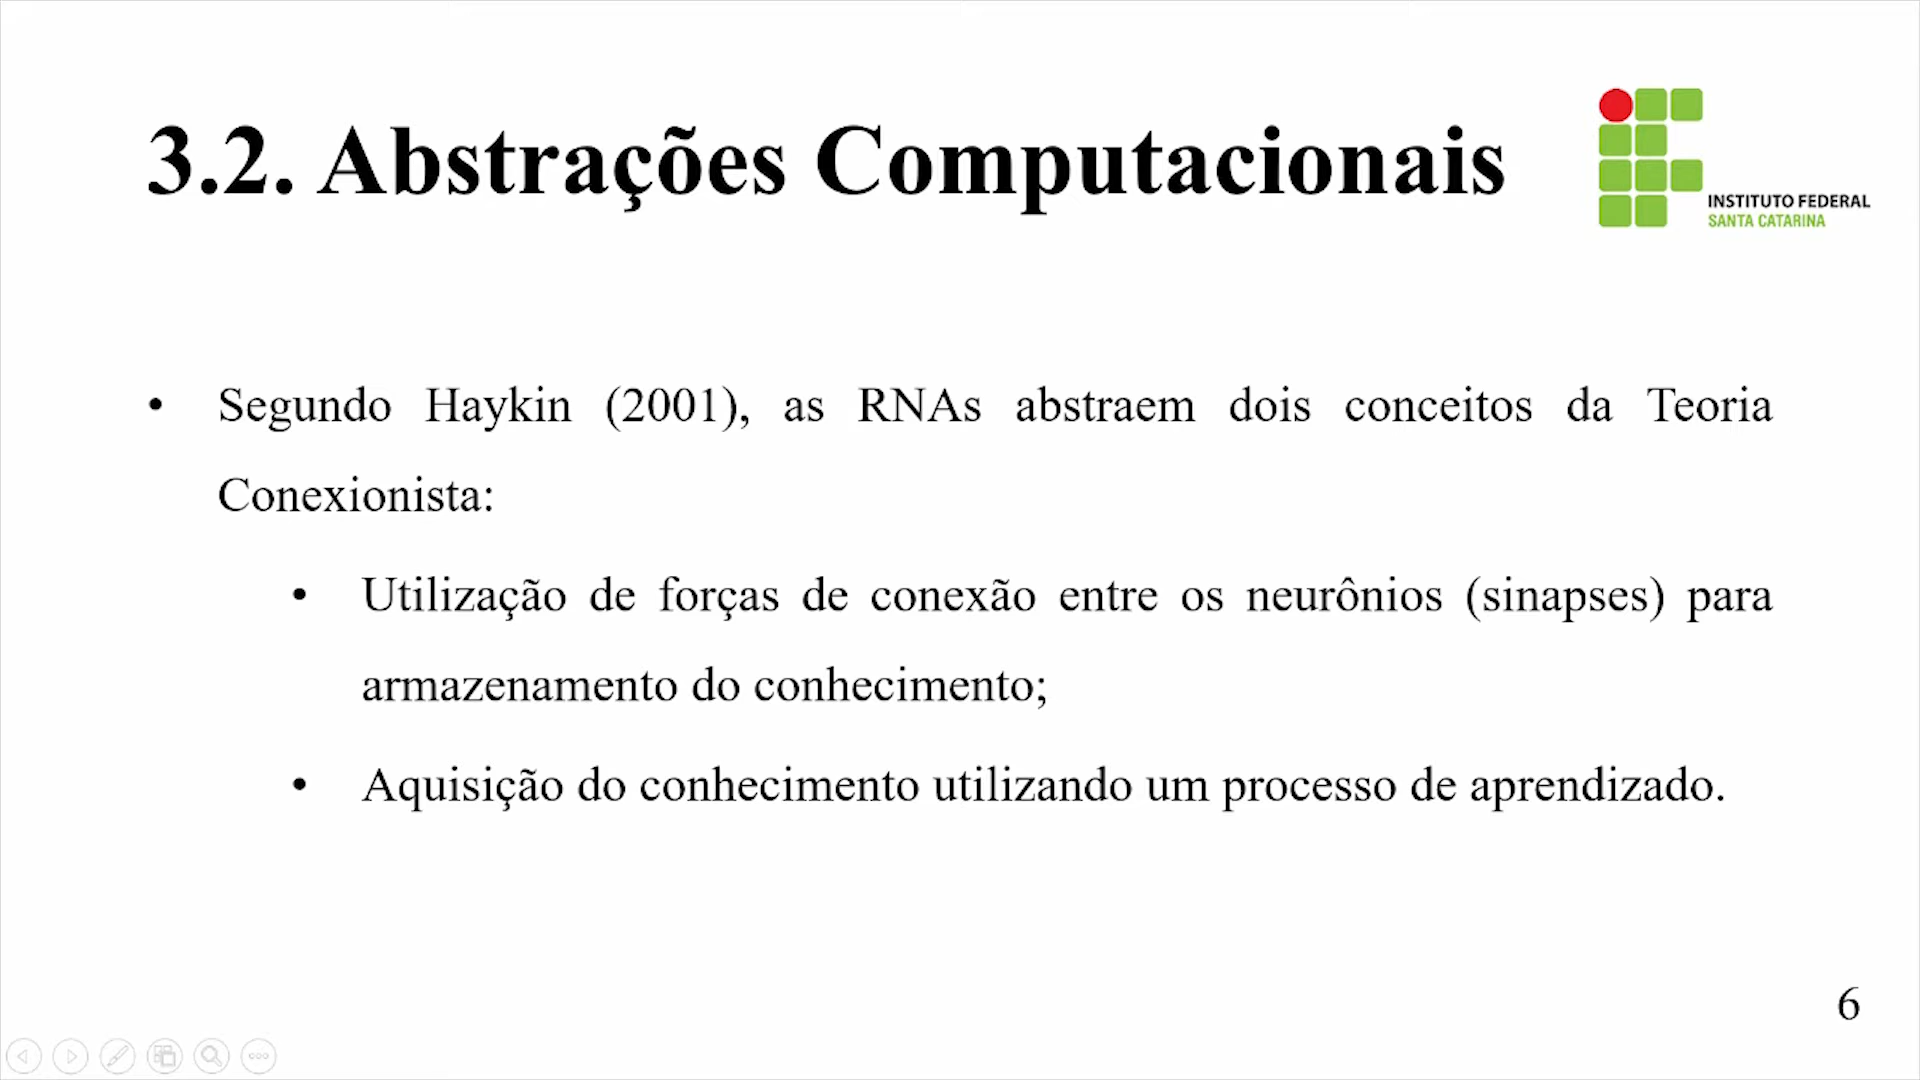 3.2. Abstrações Computacionais
INSTITUTO FEDERAL
SANTA CATARINA
• Segundo Haykin (2001), as RNAs abstraem dois conceitos da Teoria
Conexionista:
• Utilização de forças de conexão entre os neurônios (sinapses) para
armazenamento do conhecimento;
• Aquisição do conhecimento utilizando um processo de aprendizado.
6